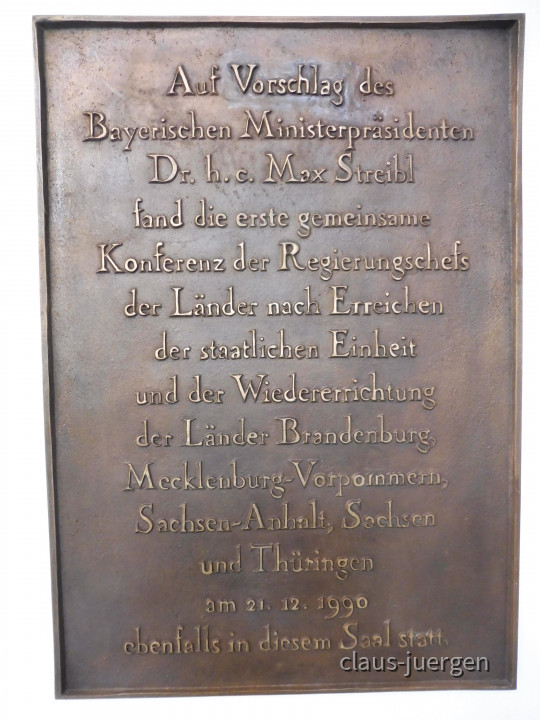 Auf Vorschlag des
Bayerischen Ministerpräsidenten
Dr. h. c. Max Streibl
fand die erste gemeinsame
Konferenz der Regierungschefs
der Länder nach Erreichen
der staatlichen Einheit
und der Wiedererrichtung
der Länder Brandenburg,
Mecklenburg-Vorpommern,
Sachsen-Anhalt, Sachsen
und Thüringen
am 21. 12. 1990
ebenfalls in diesem Saal statt.
claus-juergen